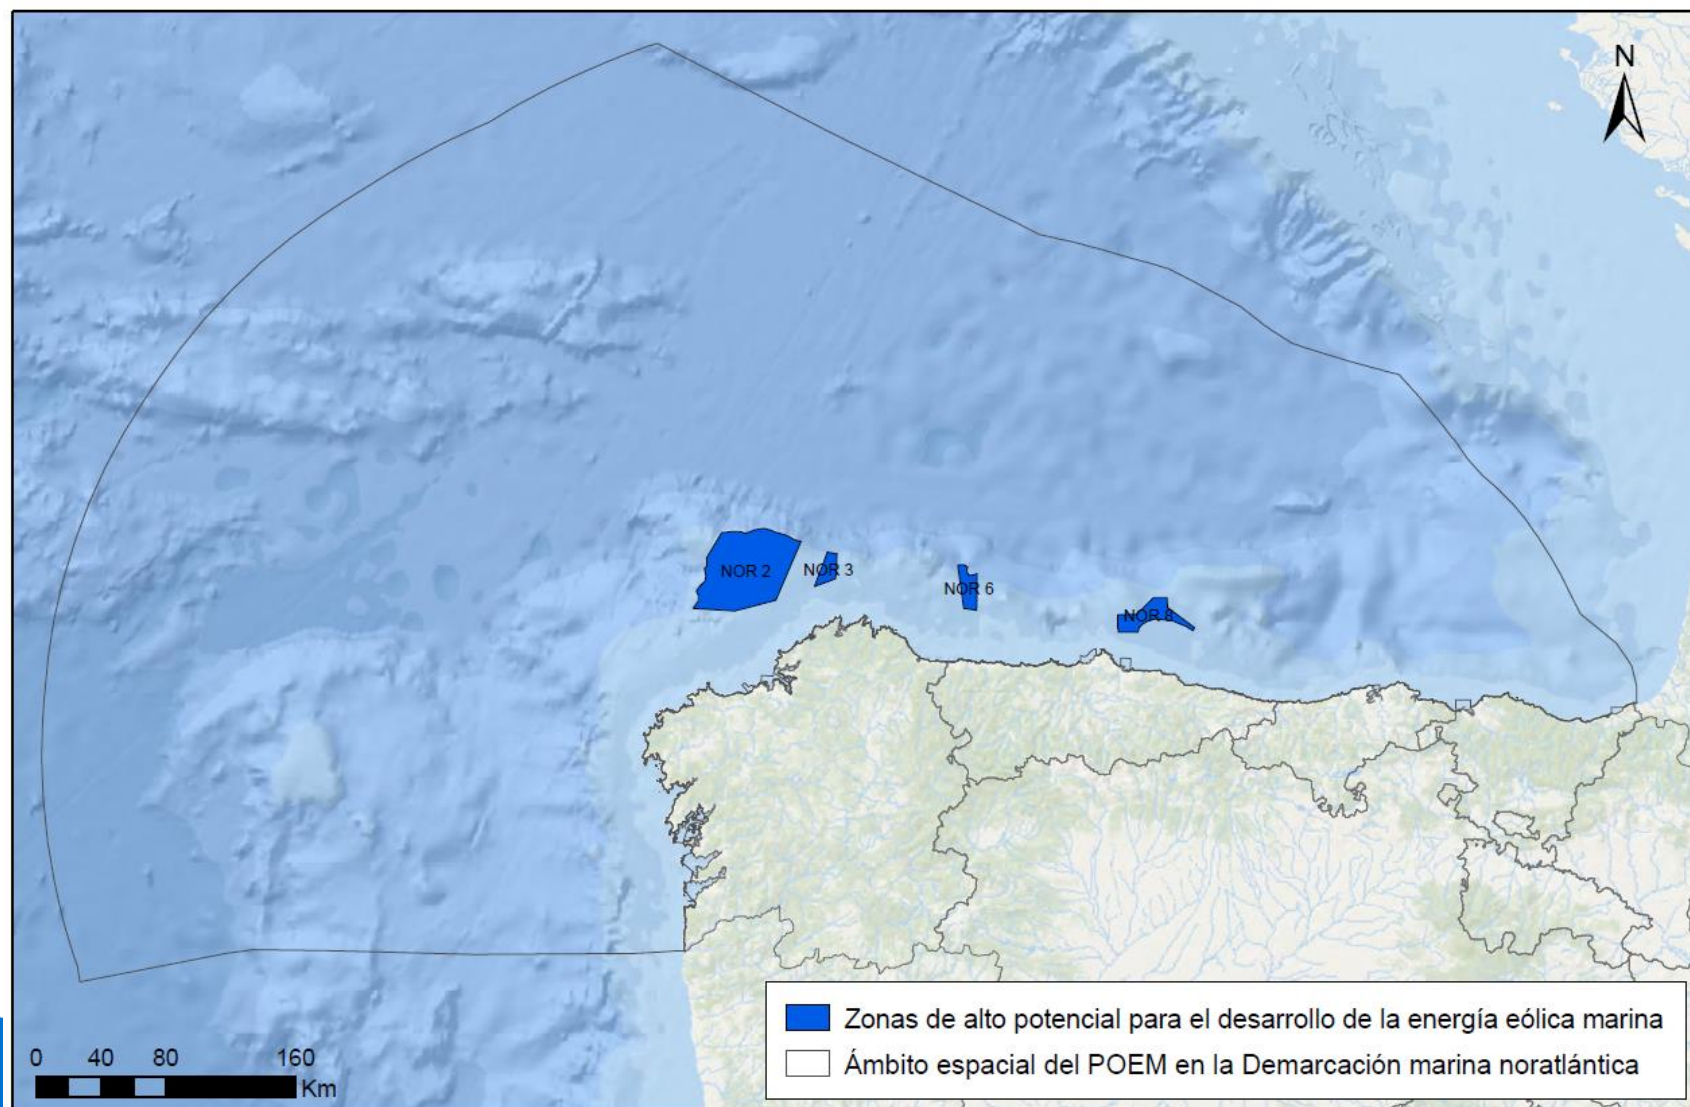 N
NOR 2
NOR 3
NOR 6
NOR 8
Zonas de alto potencial para el desarrollo de la energía eólica marina
Ámbito espacial del POEM en la Demarcación marina noratlántica
0 40 80 160
Km